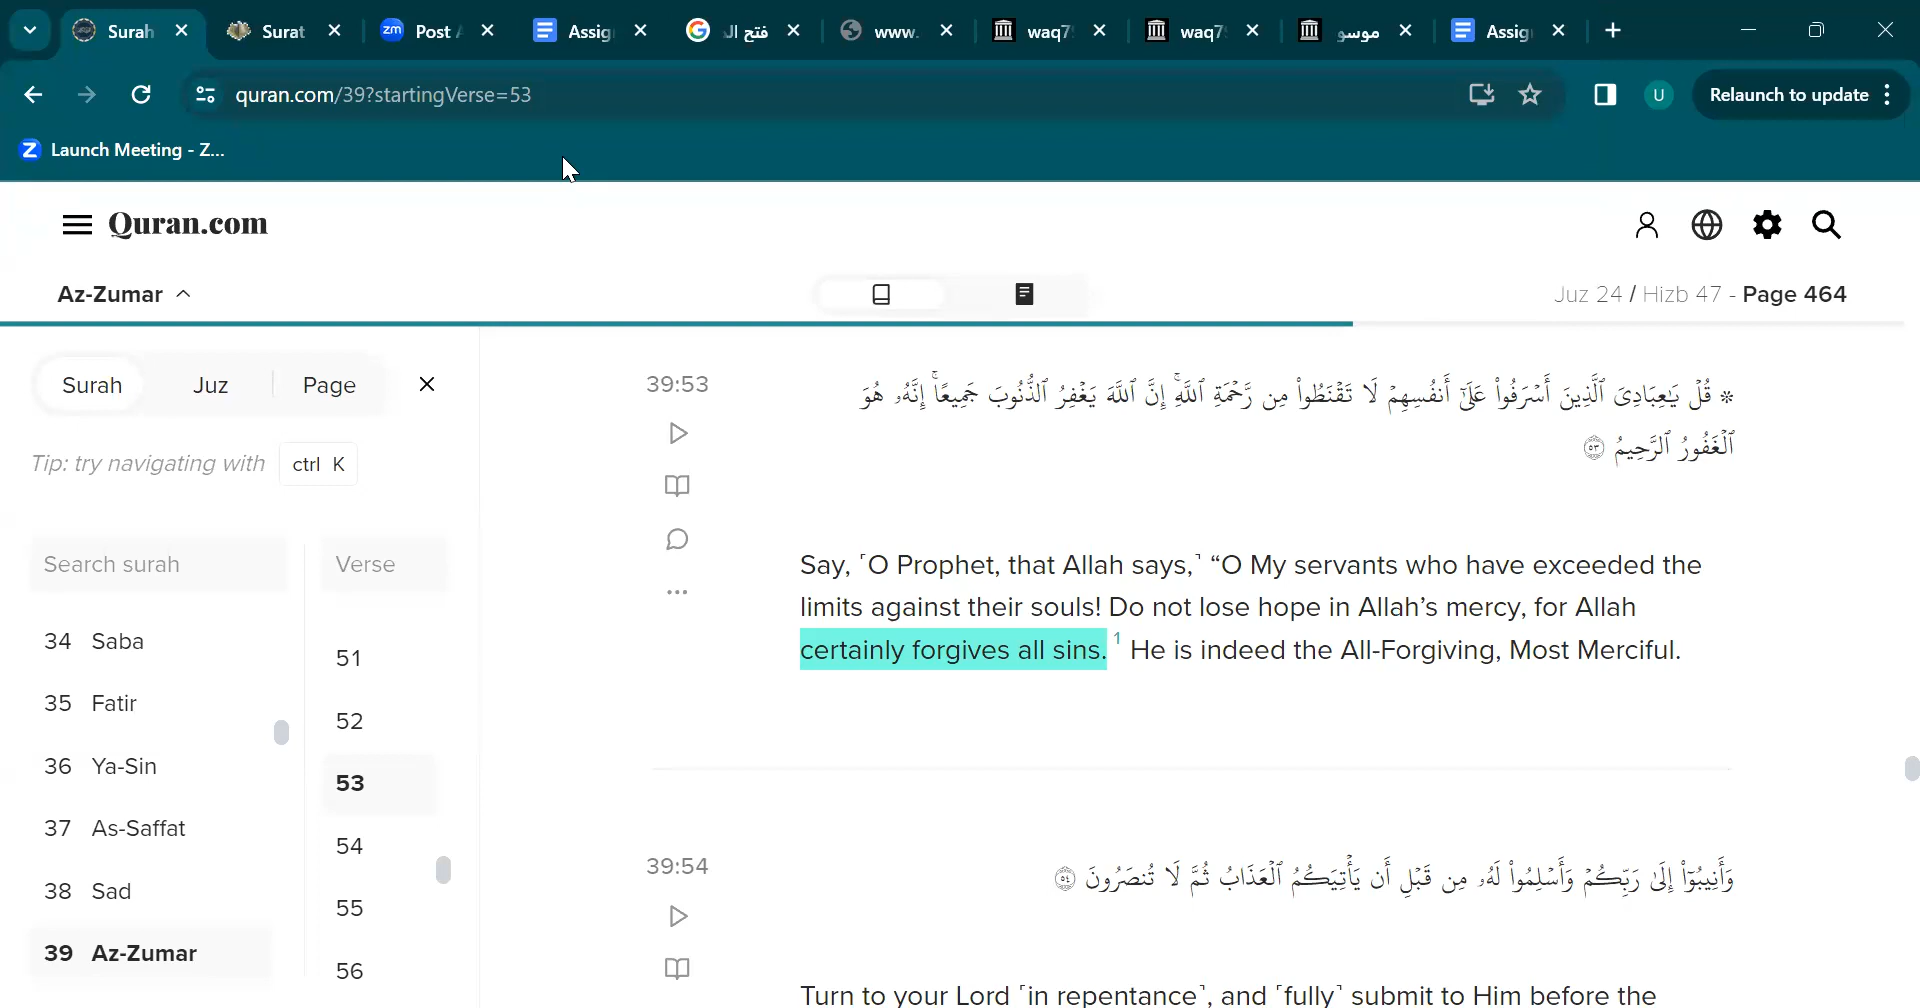 Surah
Surat
Post
Assig
فتح الـ
www.
waq7
waq7
موسو
Assig
quran.com/39?startingVerse=53
U
Relaunch to update
Launch Meeting - Z...
Quran.com
Az-Zumar
Juz 24 / Hizb 47 - Page 464
Surah Juz Page
Tip: try navigating with ctrl K
Search surah
Verse
34 Saba
35 Fatir
36 Ya-Sin
37 As-Saffat
38 Sad
39 Az-Zumar
51
52
53
54
55
56
39:53
۞ قُلْ يَـٰعِبَادِىَ ٱلَّذِينَ أَسْرَفُوا۟ عَلَىٰٓ أَنفُسِهِمْ لَا تَقْنَطُوا۟ مِن رَّحْمَةِ ٱللَّهِ ۚ إِنَّ ٱللَّهَ يَغْفِرُ ٱلذُّنُوبَ جَمِيعًا ۚ إِنَّهُۥ هُوَ
ٱلْغَفُورُ ٱلرَّحِيمُ ٥٣
Say, ˹O Prophet, that Allah says,˺ “O My servants who have exceeded the
limits against their souls! Do not lose hope in Allah’s mercy, for Allah
certainly forgives all sins. 1 He is indeed the All-Forgiving, Most Merciful.
39:54
وَأَنِيبُوٓا۟ إِلَىٰ رَبِّكُمْ وَأَسْلِمُوا۟ لَهُۥ مِن قَبْلِ أَن يَأْتِيَكُمُ ٱلْعَذَابُ ثُمَّ لَا تُنصَرُونَ ٥٤
Turn to your Lord ˹in repentance˺, and ˹fully˺ submit to Him before the